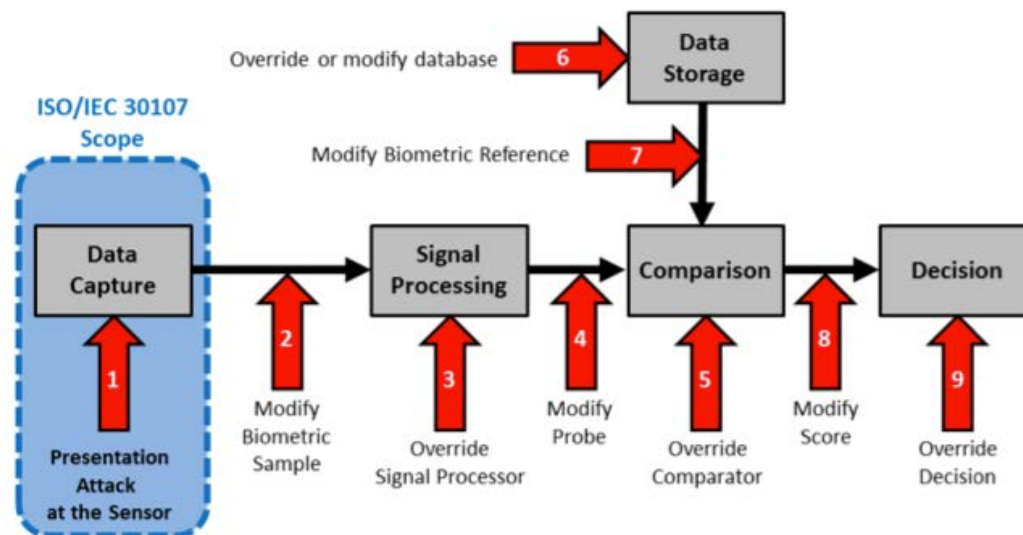 Data
Storage
6
Override or modify database
ISO/IEC 30107
Scope
Modify Biometric Reference
7
Data
Capture
Signal
Processing
Comparison
Decision
1
2
3
4
5
8
9
Presentation
Attack
at the Sensor
Modify
Biometric
Sample
Override
Signal Processor
Modify
Probe
Override
Comparator
Modify
Score
Override
Decision